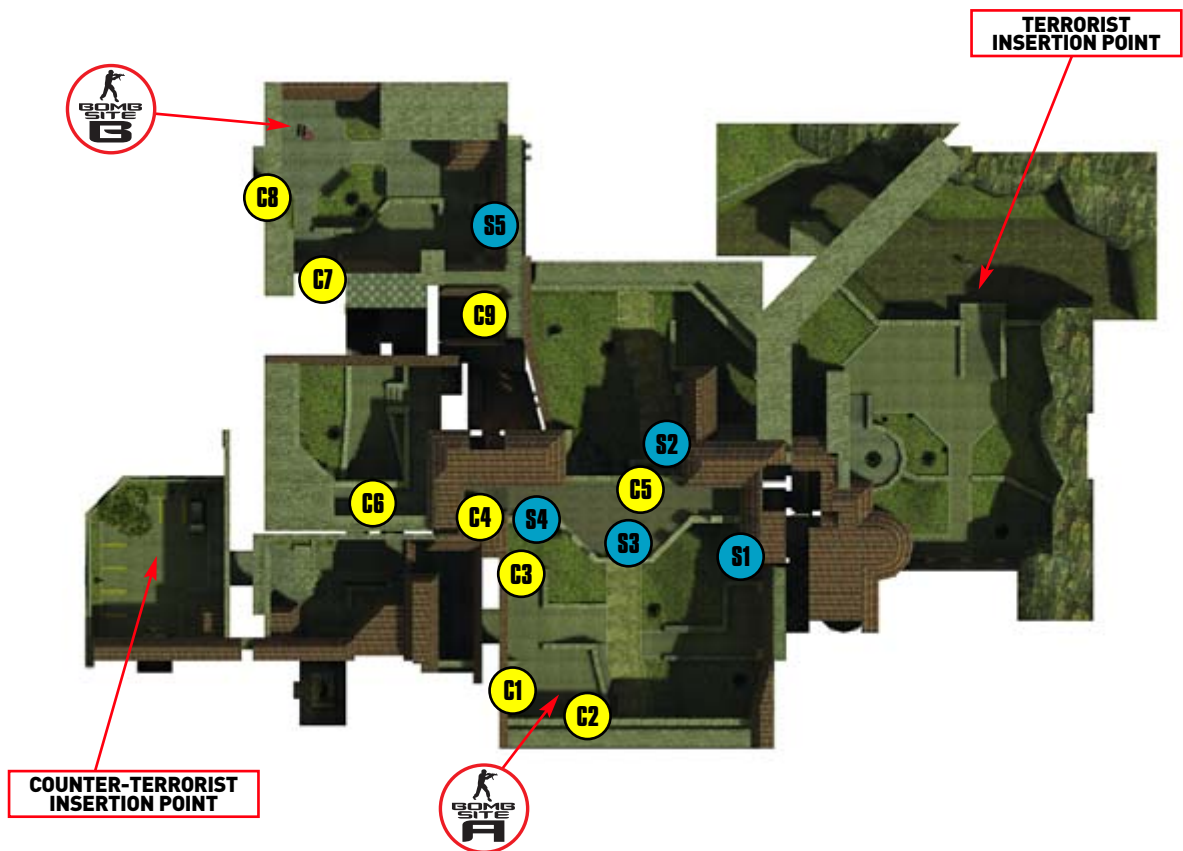 TERRORIST
INSERTION POINT
BOMB
SITE
B
C8
S5
C7
C9
S2
C5
C6
C4
S4
S3
S1
C3
C1
C2
COUNTER-TERRORIST
INSERTION POINT
BOMB
SITE
A